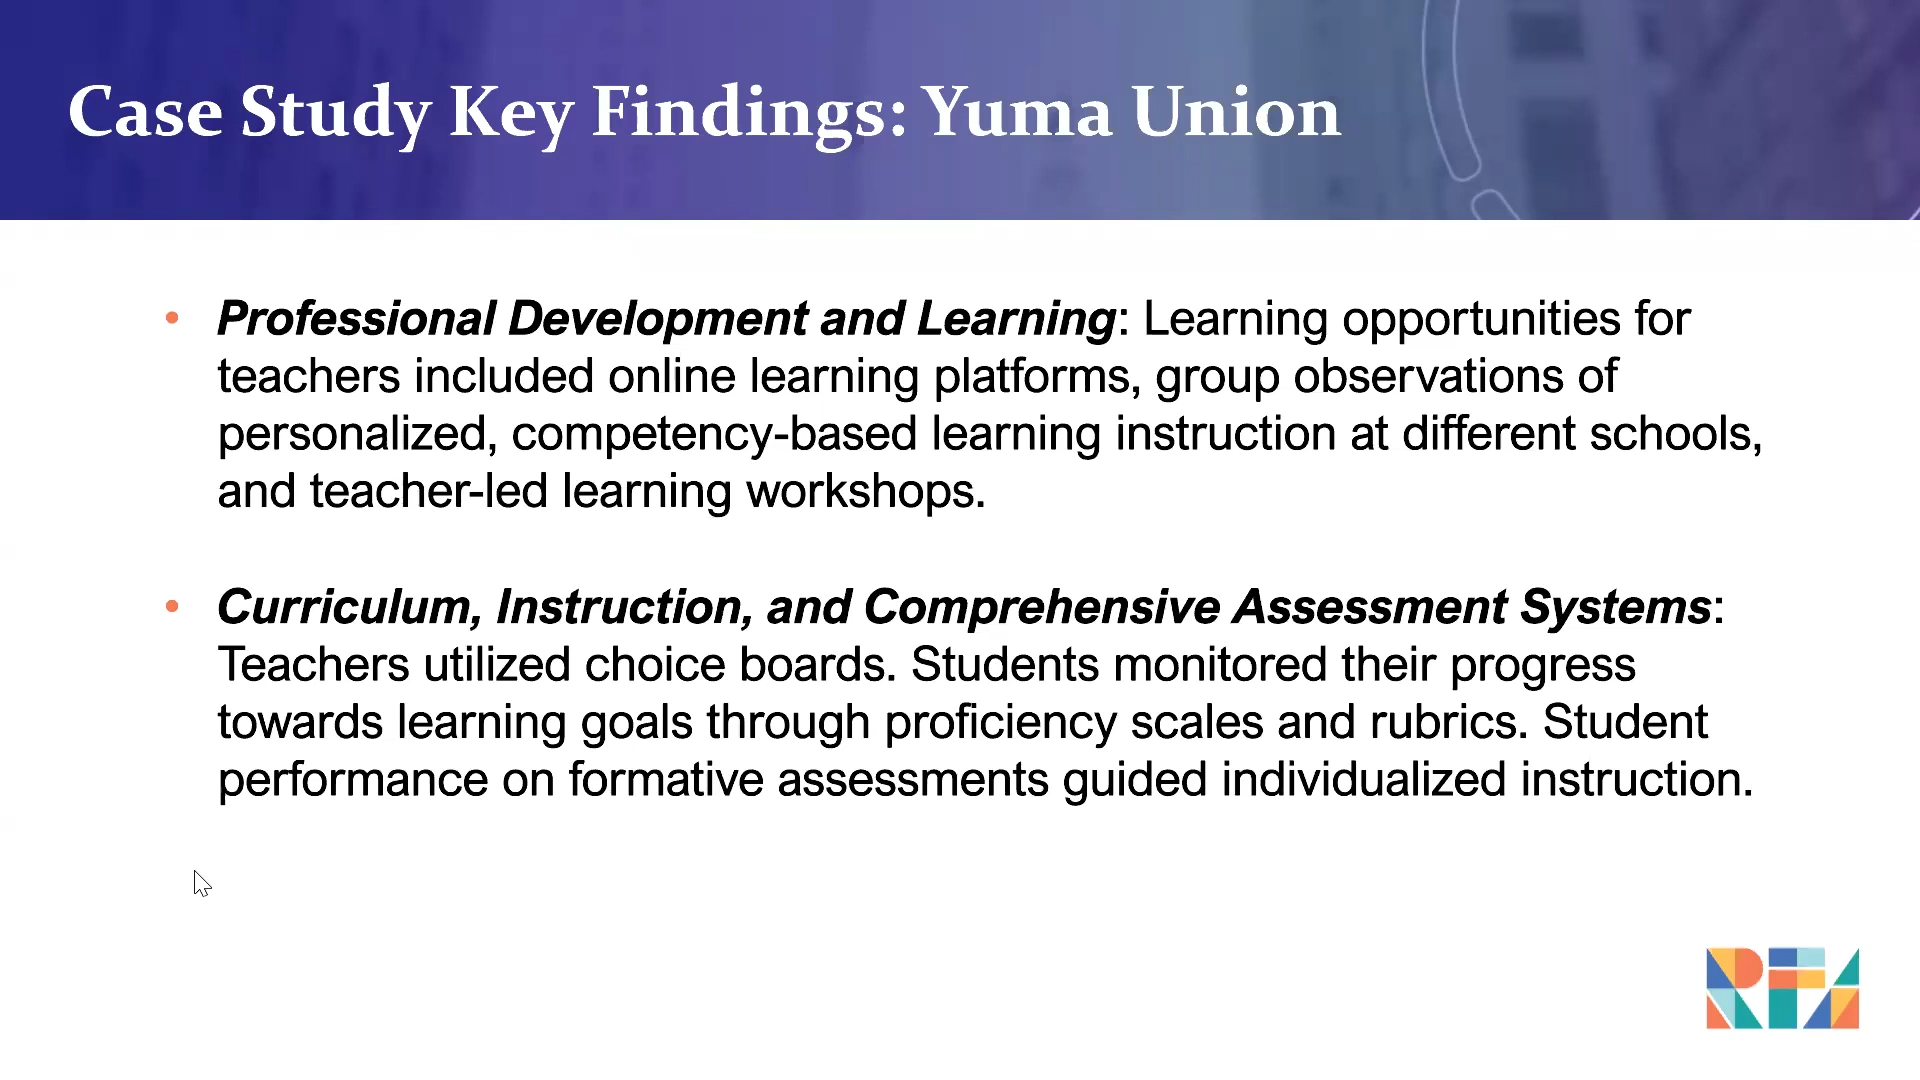 Case Study Key Findings: Yuma Union
• Professional Development and Learning: Learning opportunities for
teachers included online learning platforms, group observations of
personalized, competency-based learning instruction at different schools,
and teacher-led learning workshops.
• Curriculum, Instruction, and Comprehensive Assessment Systems:
Teachers utilized choice boards. Students monitored their progress
towards learning goals through proficiency scales and rubrics. Student
performance on formative assessments guided individualized instruction.
RFA